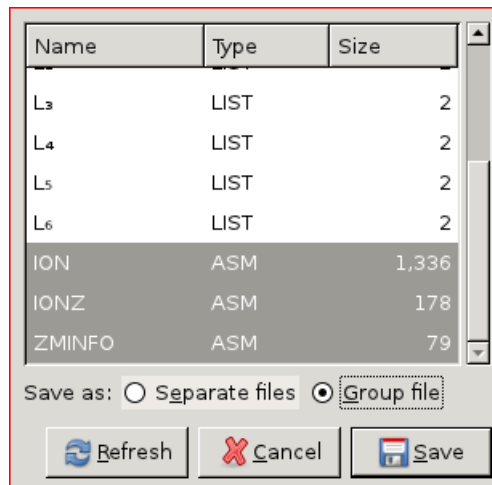 Name Type Size
L₃ LIST 2
L₄ LIST 2
L₅ LIST 2
L₆ LIST 2
ION ASM 1,336
IONZ ASM 178
ZMINFO ASM 79
Save as: Separate files Group file
Refresh Cancel Save